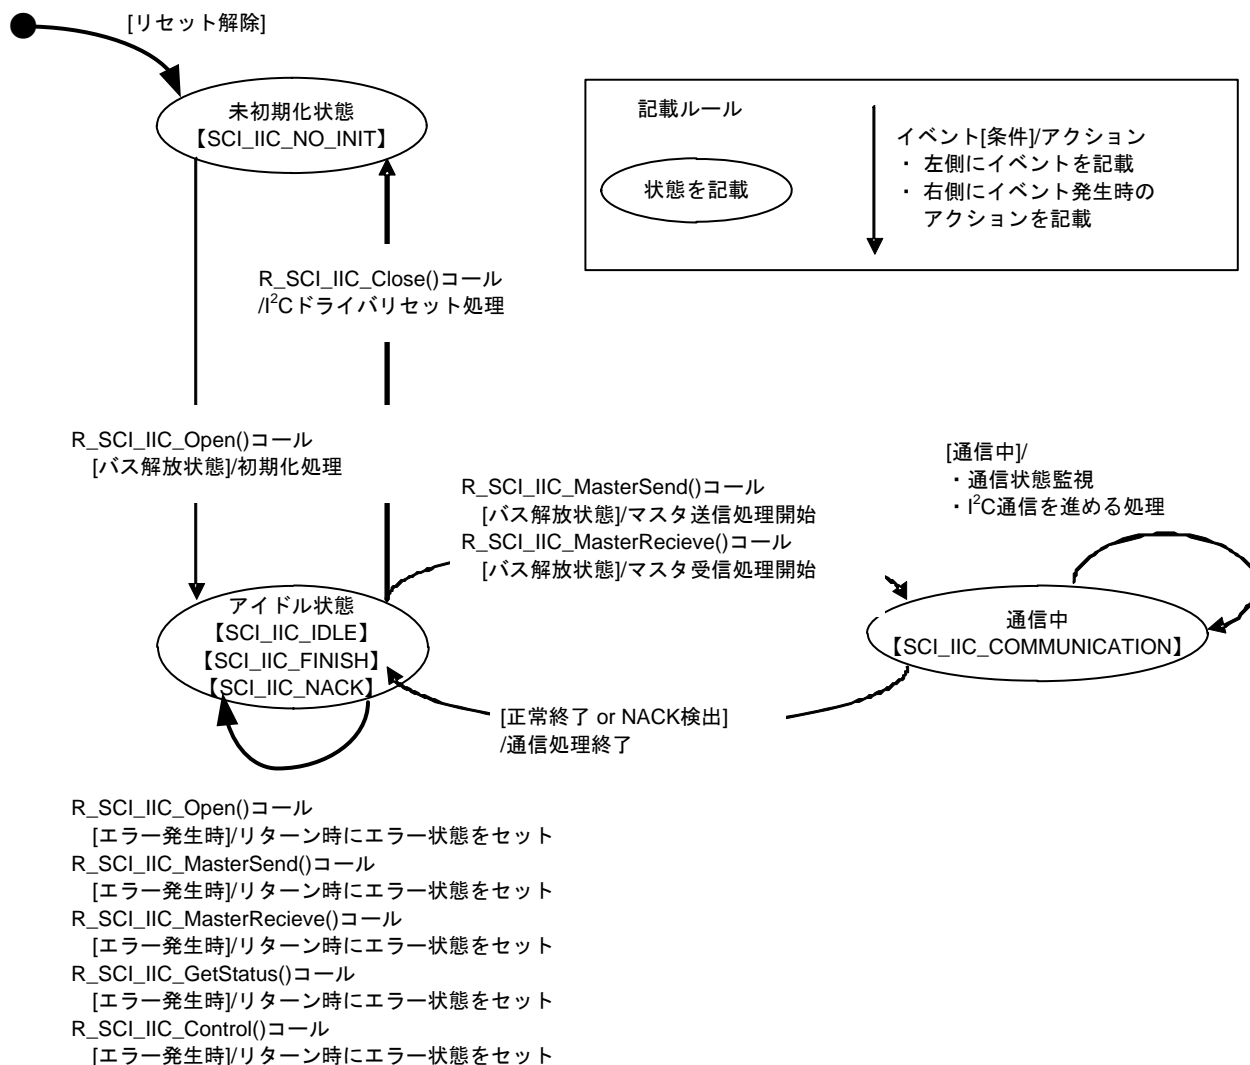 [リセット解除]
未初期化状態
【SCI_IIC_NO_INIT】
記載ルール
状態を記載
イベント[条件]/アクション
・ 左側にイベントを記載
・ 右側にイベント発生時の
アクションを記載
R_SCI_IIC_Close()コール
/I²Cドライバリセット処理
R_SCI_IIC_Open()コール
[バス解放状態]/初期化処理
R_SCI_IIC_MasterSend()コール
[バス解放状態]/マスタ送信処理開始
R_SCI_IIC_MasterRecieve()コール
[バス解放状態]/マスタ受信処理開始
[通信中]/
・通信状態監視
・I²C通信を進める処理
アイドル状態
【SCI_IIC_IDLE】
【SCI_IIC_FINISH】
【SCI_IIC_NACK】
通信中
【SCI_IIC_COMMUNICATION】
[正常終了 or NACK検出]
/通信処理終了
R_SCI_IIC_Open()コール
[エラー発生時]/リターン時にエラー状態をセット
R_SCI_IIC_MasterSend()コール
[エラー発生時]/リターン時にエラー状態をセット
R_SCI_IIC_MasterRecieve()コール
[エラー発生時]/リターン時にエラー状態をセット
R_SCI_IIC_GetStatus()コール
[エラー発生時]/リターン時にエラー状態をセット
R_SCI_IIC_Control()コール
[エラー発生時]/リターン時にエラー状態をセット